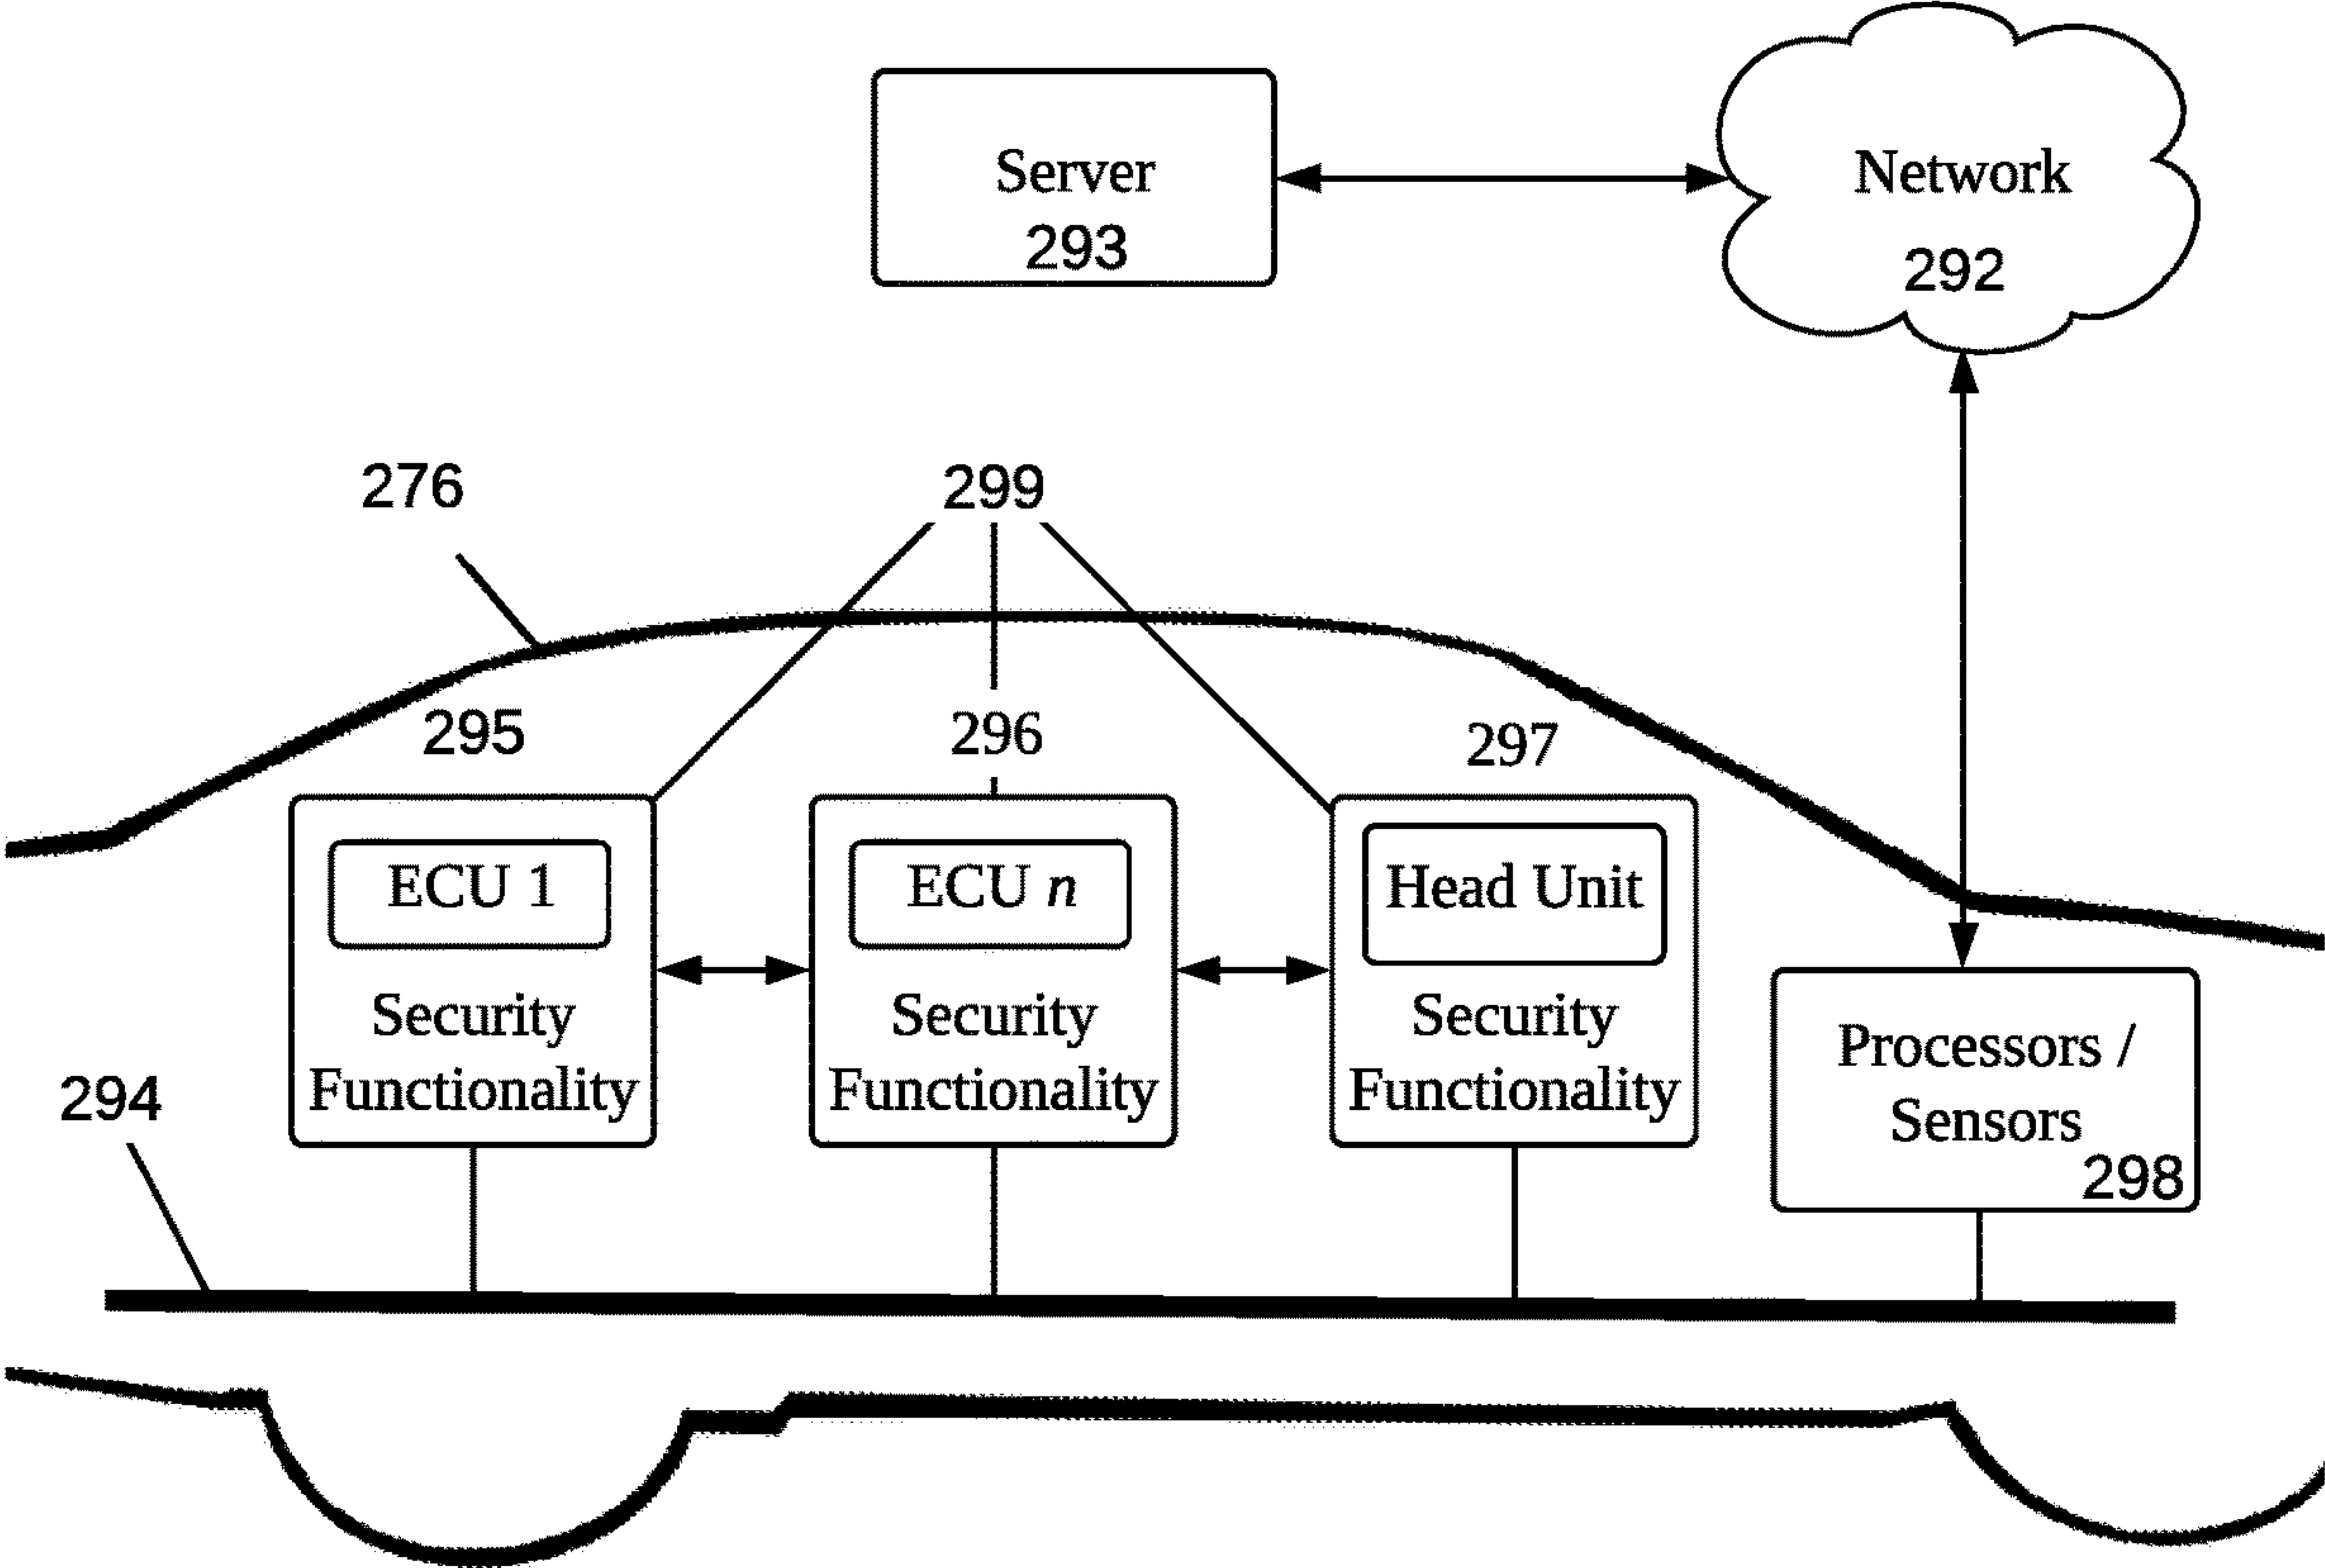 Server
293
Network
292
276
299
295
296
297
ECU 1
Security
Functionality
ECU n
Security
Functionality
Head Unit
Security
Functionality
Processors /
Sensors
298
294